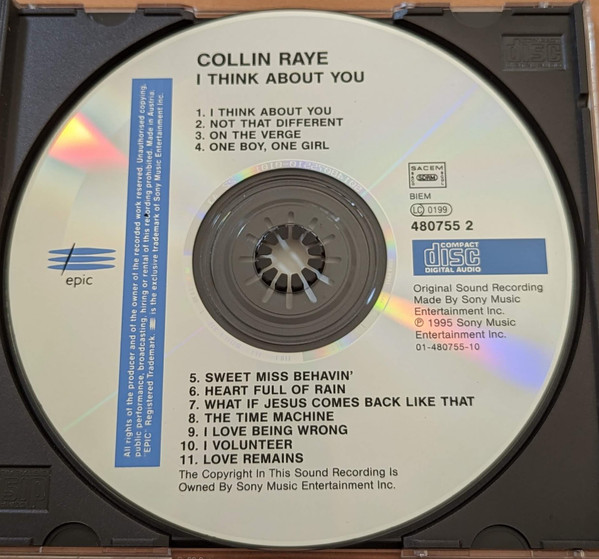 COLLIN RAYE
I THINK ABOUT YOU
1. I THINK ABOUT YOU
2. NOT THAT DIFFERENT
3. ON THE VERGE
4. ONE BOY, ONE GIRL
All rights of the producer and of the owner of the recorded work reserved. Unauthorised copying,
public performance, broadcasting, hiring or rental of this recording prohibited. Made in Austria.
"EPIC" Registered Trademark. is the exclusive trademark of Sony Music Entertainment Inc.
epic
SACEM
BIEM
LC 0199
480755 2
COMPACT
disc
DIGITAL AUDIO
Original Sound Recording
Made By Sony Music
Entertainment Inc.
℗ 1995 Sony Music
Entertainment Inc.
01-480755-10
5. SWEET MISS BEHAVIN'
6. HEART FULL OF RAIN
7. WHAT IF JESUS COMES BACK LIKE THAT
8. THE TIME MACHINE
9. I LOVE BEING WRONG
10. I VOLUNTEER
11. LOVE REMAINS
The Copyright In This Sound Recording Is
Owned By Sony Music Entertainment Inc.